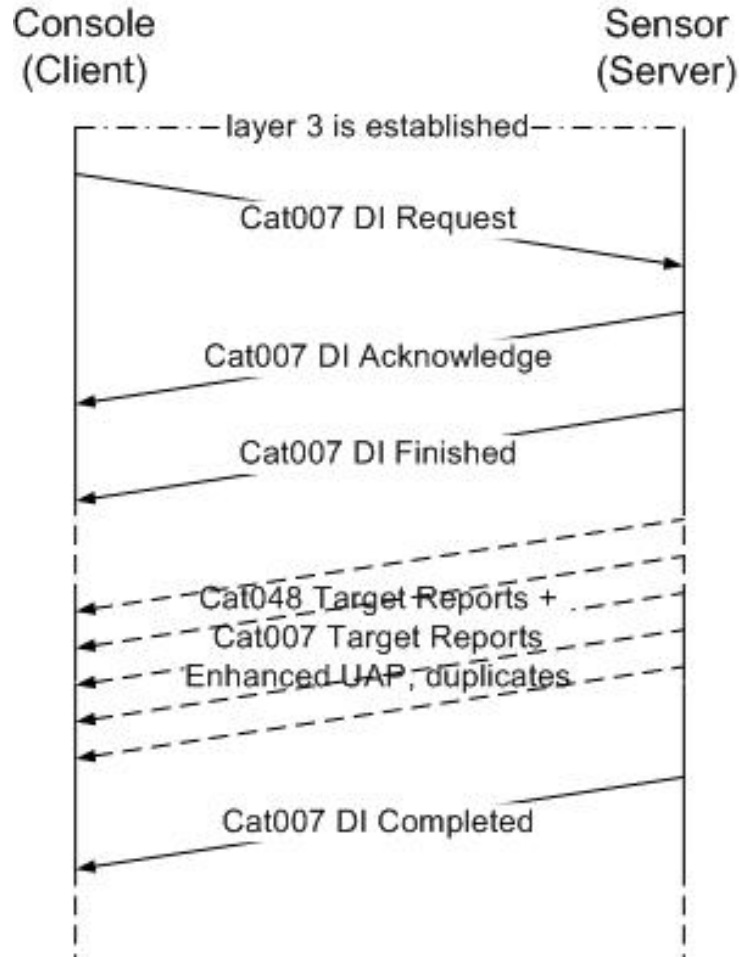 Console
(Client)
Sensor
(Server)
layer 3 is established
Cat007 DI Request
Cat007 DI Acknowledge
Cat007 DI Finished
Cat048 Target Reports +
Cat007 Target Reports
Enhanced UAP, duplicates
Cat007 DI Completed